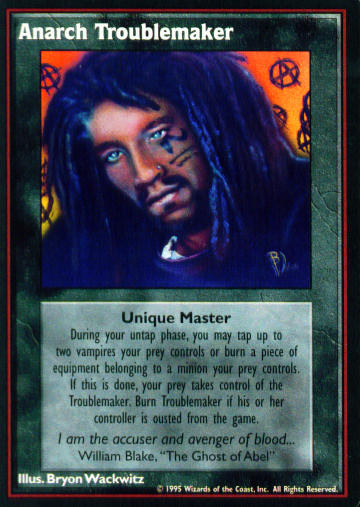 Anarch Troublemaker
Unique Master
During your untap phase, you may tap up to
two vampires your prey controls or burn a piece of
equipment belonging to a minion your prey controls.
If this is done, your prey takes control of the
Troublemaker. Burn Troublemaker if his or her
controller is ousted from the game.
I am the accuser and avenger of blood...
William Blake, "The Ghost of Abel"
Illus. Bryon Wackwitz
© 1995 Wizards of the Coast, Inc. All Rights Reserved.